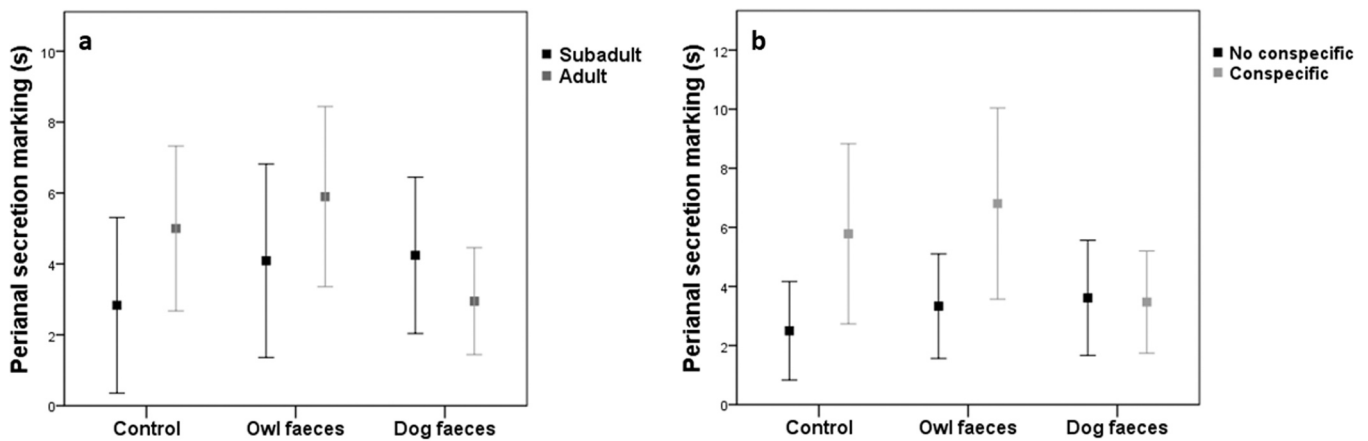 a
Perianal secretion marking (s)
10
8
6
4
2
0
Control Owl faeces Dog faeces
Subadult
Adult
b
Perianal secretion marking (s)
12
10
8
6
4
2
0
Control Owl faeces Dog faeces
No conspecific
Conspecific